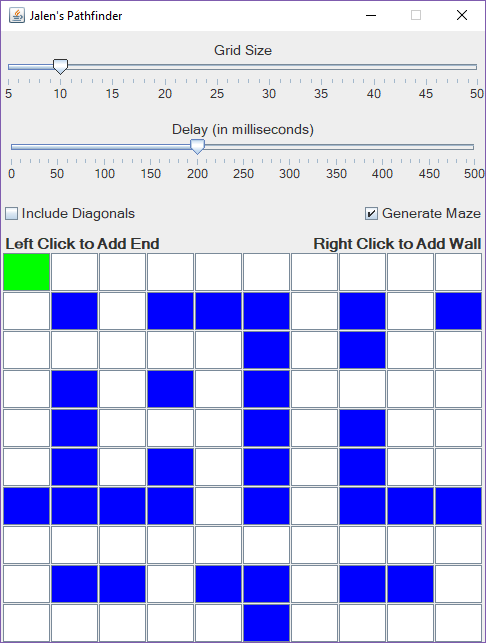 Jalen's Pathfinder
Grid Size
5 10 15 20 25 30 35 40 45 50
Delay (in milliseconds)
0 50 100 150 200 250 300 350 400 450 500
Include Diagonals Generate Maze
Left Click to Add End Right Click to Add Wall